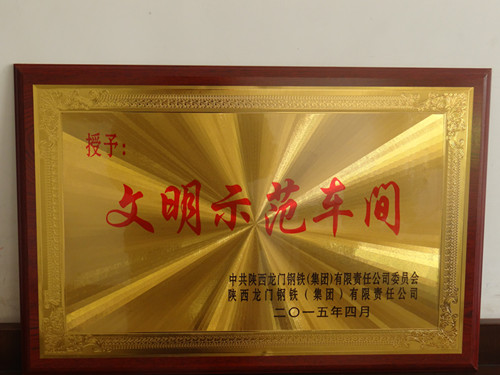 授予：
文明示范车间
中共陕西龙门钢铁(集团)有限责任公司委员会
陕西龙门钢铁(集团)有限责任公司
二〇一五年四月